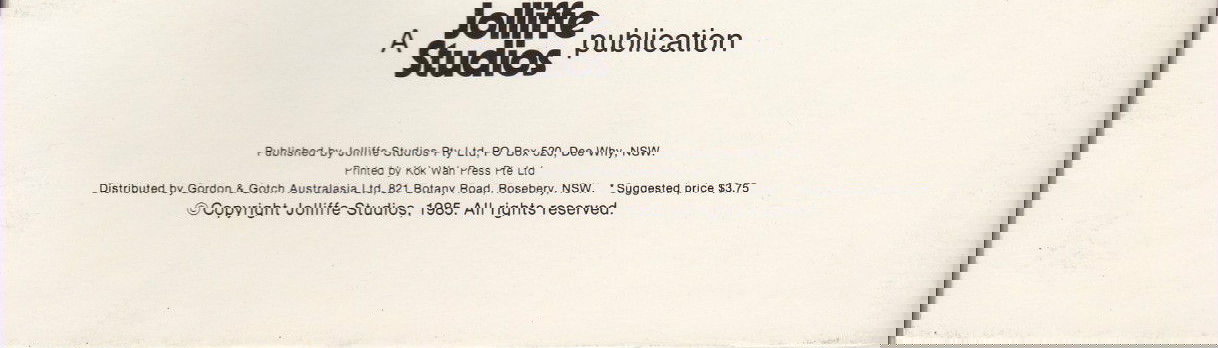 A Jolliffe Studios publication
Published by Jolliffe Studios Pty Ltd, PO Box 520, Dee Why, NSW.
Printed by Kok Wah Press Pte Ltd
Distributed by Gordon & Gotch Australasia Ltd, 821 Botany Road, Rosebery, NSW. *Suggested price $3.75
©Copyright Jolliffe Studios, 1985. All rights reserved.